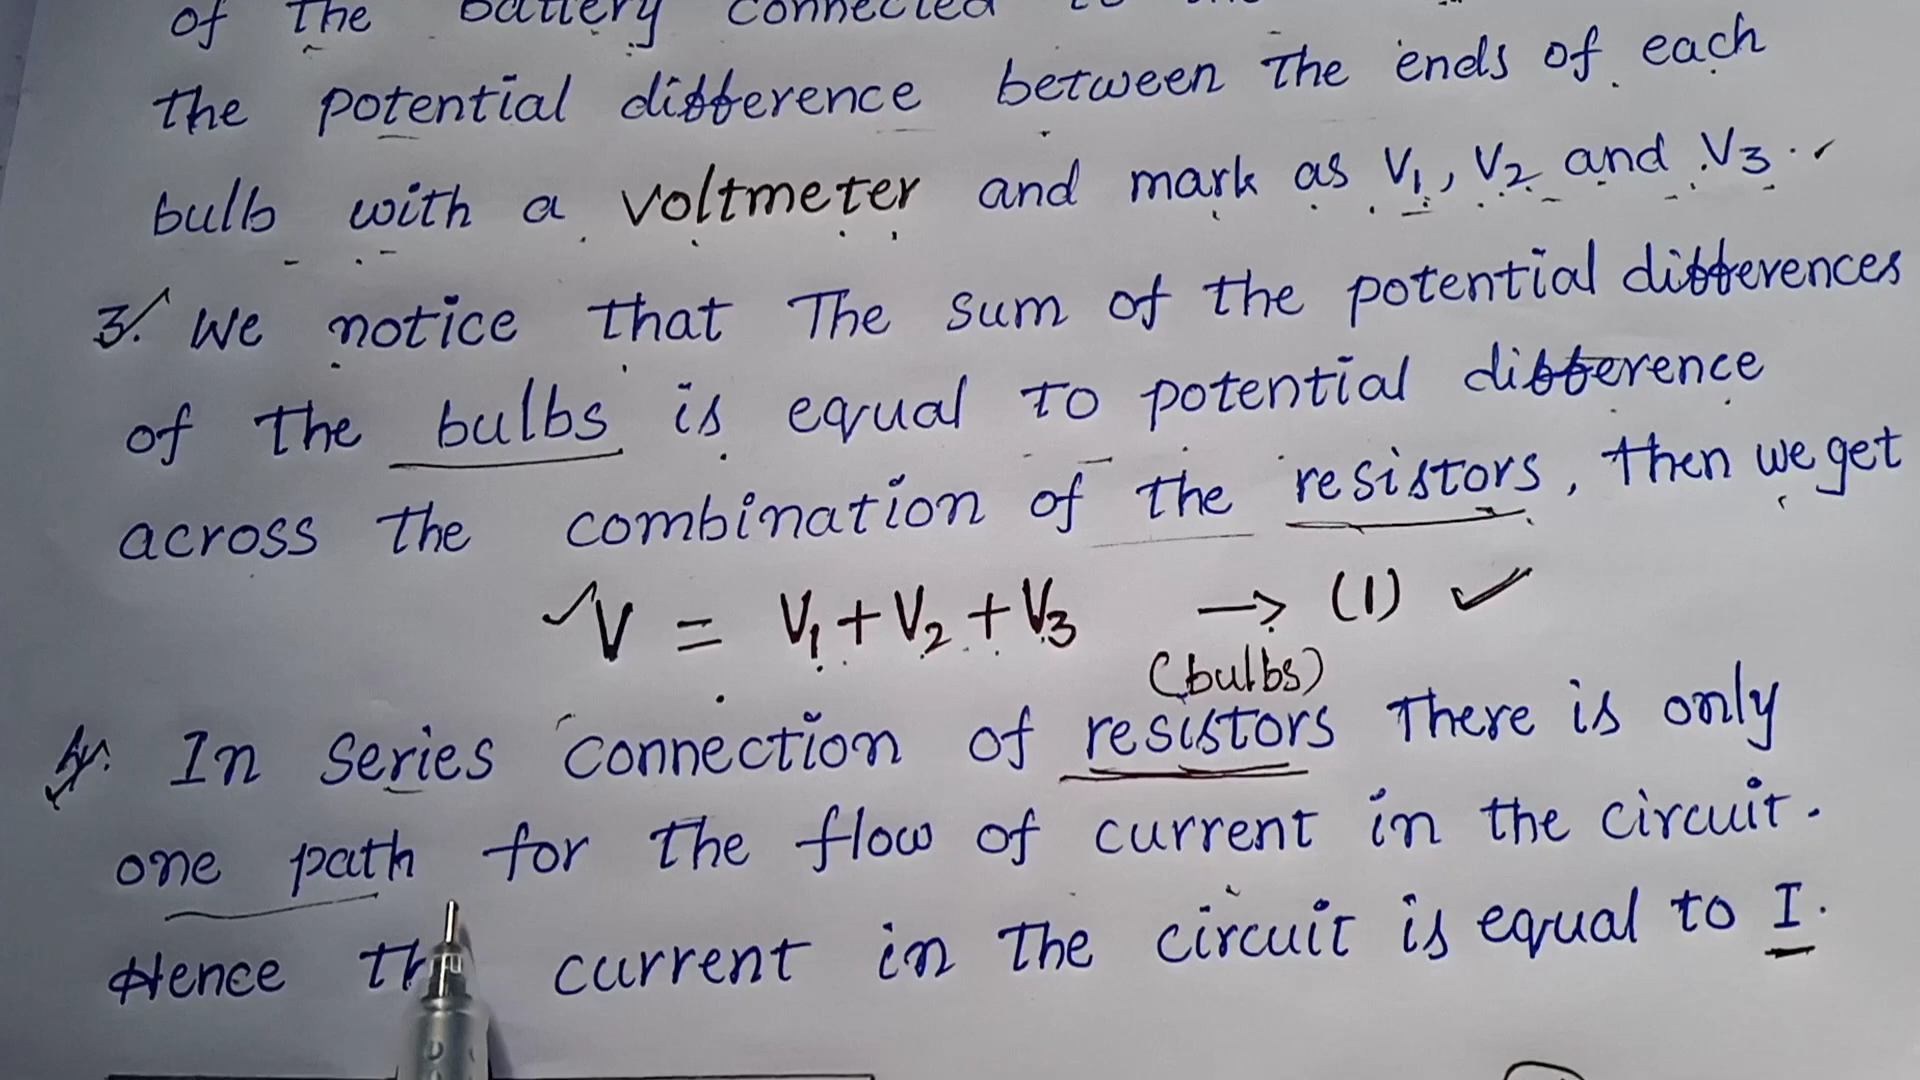 of the battery connected
the potential difference between The ends of each
bulb with a voltmeter and mark as V₁, V₂ and V₃.
3. We notice that The sum of the potential differences
of the bulbs is equal to potential difference
across the combination of the resistors, then we get
V = V₁ + V₂ + V₃ → (1) ✓
(bulbs)
4. In series connection of resistors There is only
one path for the flow of current in the circuit.
Hence current in The circuit is equal to I.